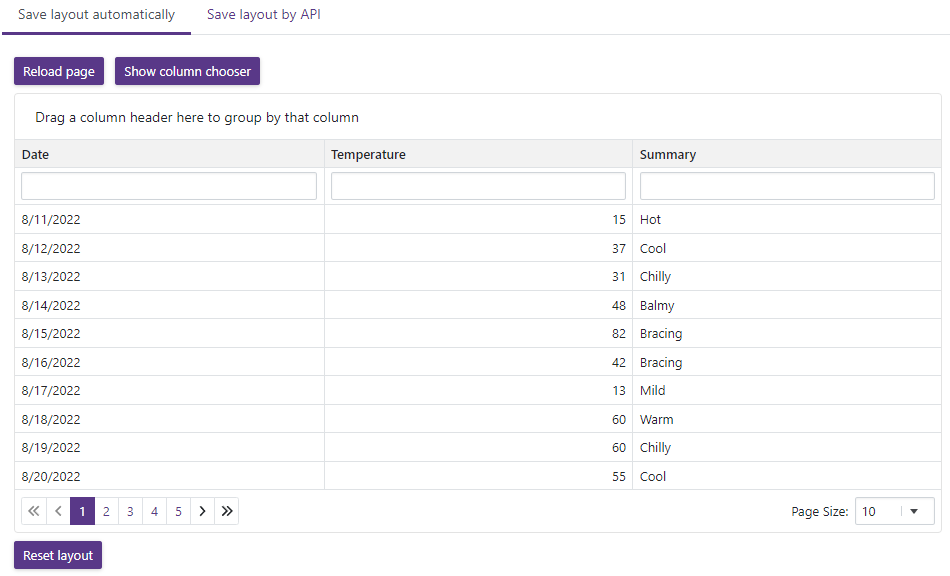 Save layout automatically Save layout by API
Reload page Show column chooser
Drag a column header here to group by that column
Date Temperature Summary
8/11/2022 15 Hot
8/12/2022 37 Cool
8/13/2022 31 Chilly
8/14/2022 48 Balmy
8/15/2022 82 Bracing
8/16/2022 42 Bracing
8/17/2022 13 Mild
8/18/2022 60 Warm
8/19/2022 60 Chilly
8/20/2022 55 Cool
1 2 3 4 5 Page Size: 10
Reset layout